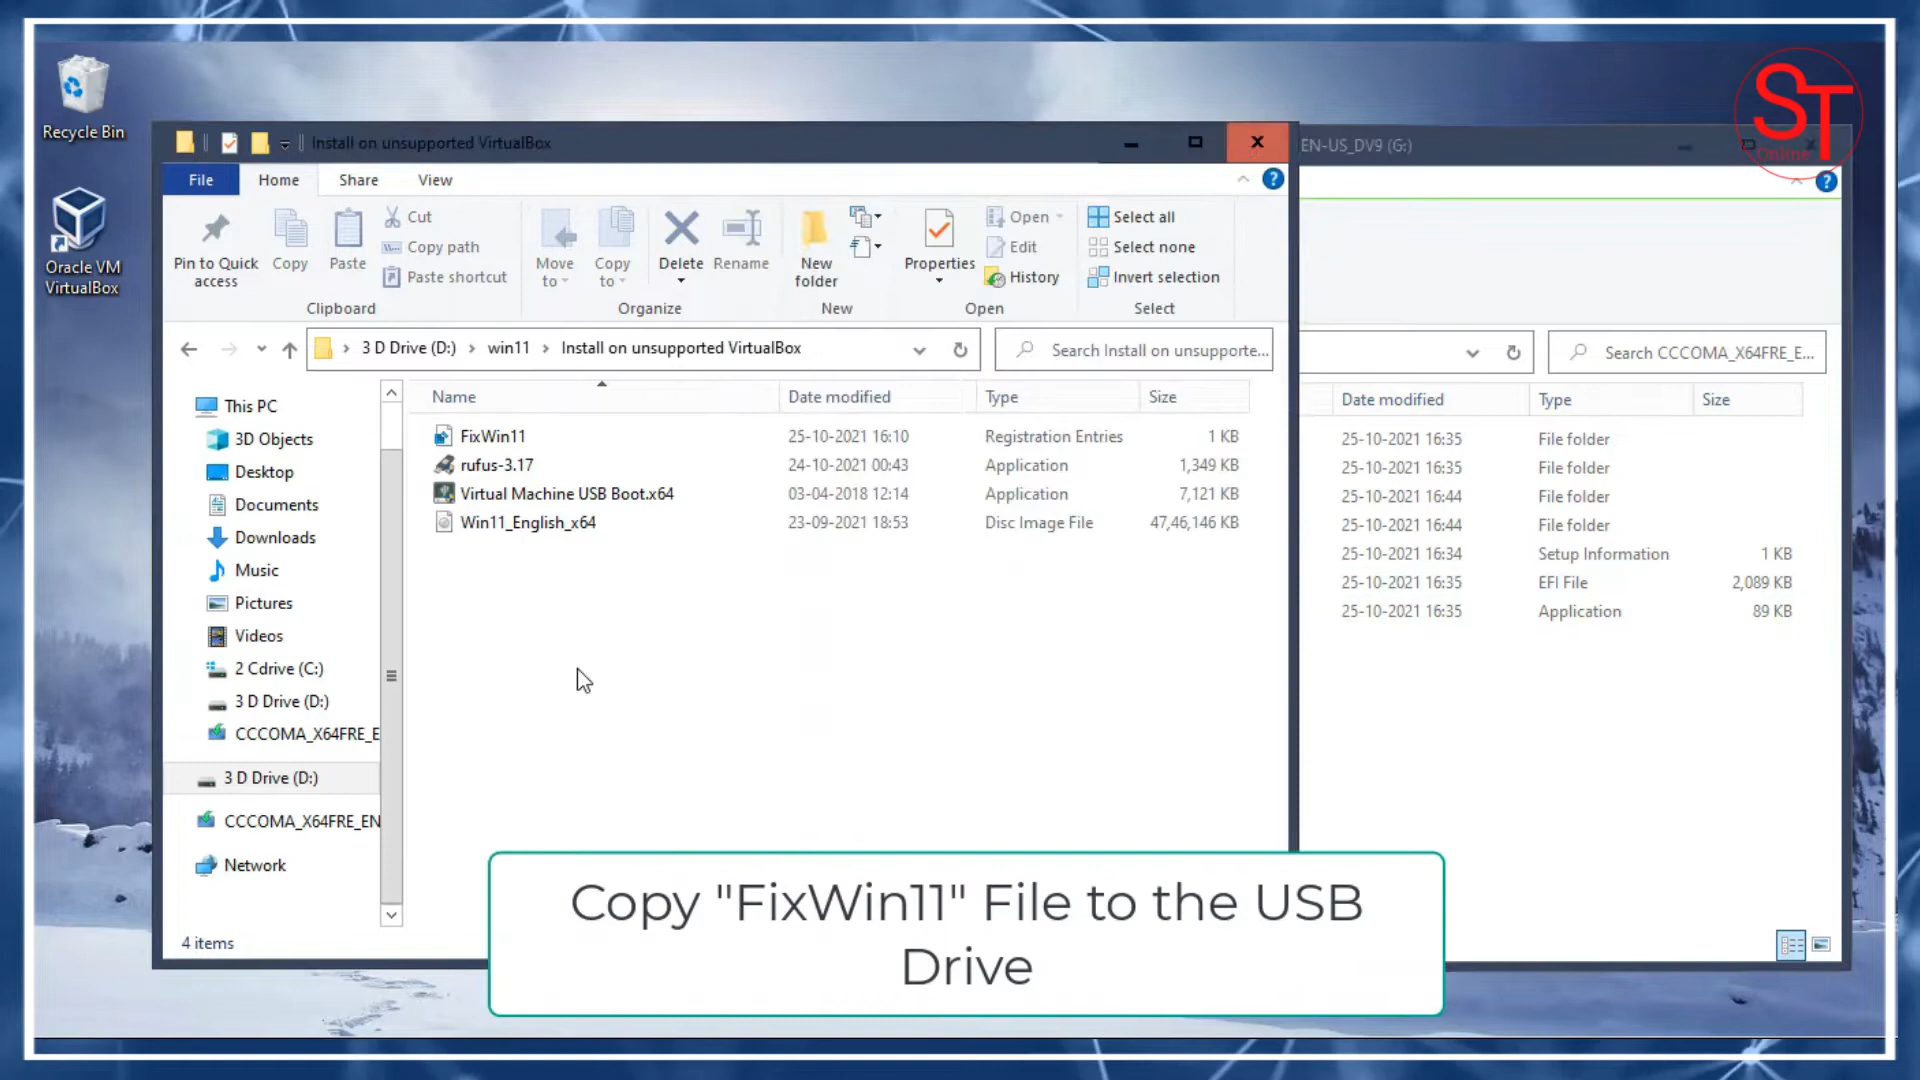 Recycle Bin
Oracle VM
VirtualBox
ST
Online
Install on unsupported VirtualBox
File Home Share View
Pin to Quick
access
Copy
Paste
Cut
Copy path
Paste shortcut
Move
to
Copy
to
Delete
Rename
New
folder
Properties
Open
Edit
History
Select all
Select none
Invert selection
Clipboard Organize New Open Select
3 D Drive (D:) win11 Install on unsupported VirtualBox
Search Install on unsupporte...
Name Date modified Type Size
FixWin11 25-10-2021 16:10 Registration Entries 1 KB
rufus-3.17 24-10-2021 00:43 Application 1,349 KB
Virtual Machine USB Boot.x64 03-04-2018 12:14 Application 7,121 KB
Win11_English_x64 23-09-2021 18:53 Disc Image File 47,46,146 KB
This PC
3D Objects
Desktop
Documents
Downloads
Music
Pictures
Videos
2 Cdrive (C:)
3 D Drive (D:)
CCCOMA_X64FRE_E
3 D Drive (D:)
CCCOMA_X64FRE_EN
Network
4 items
EN-US_DV9 (G:)
Search CCCOMA_X64FRE_E...
Date modified Type Size
25-10-2021 16:35 File folder
25-10-2021 16:35 File folder
25-10-2021 16:44 File folder
25-10-2021 16:44 File folder
25-10-2021 16:34 Setup Information 1 KB
25-10-2021 16:35 EFI File 2,089 KB
25-10-2021 16:35 Application 89 KB
Copy "FixWin11" File to the USB
Drive